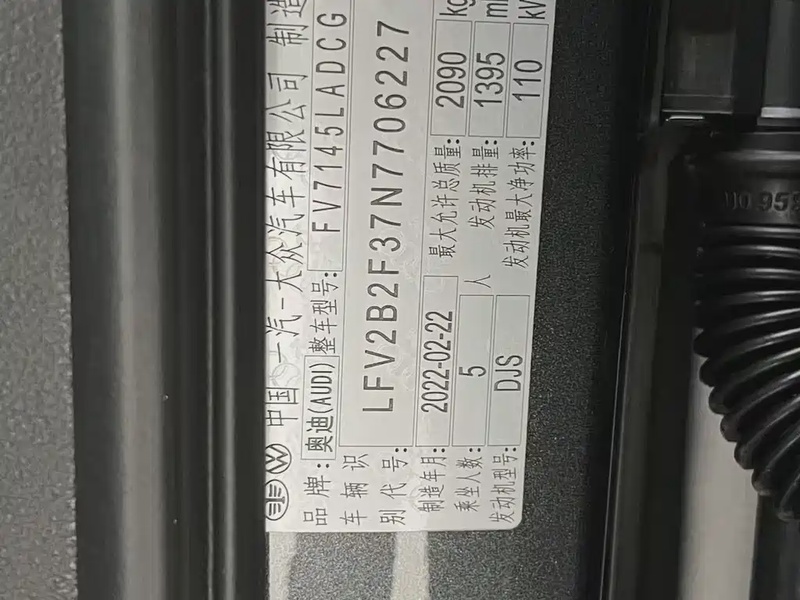 中国一汽-大众汽车有限公司 制造
品牌: 奥迪(AUDI) 整车型号: FV7145LADCG
车辆识别代号: LFV2B2F37N7706227
制造年月: 2022-02-22 最大允许总质量: 2090 kg
乘坐人数: 5 人 发动机排量: 1395 ml
发动机型号: DJS 发动机最大净功率: 110 kW